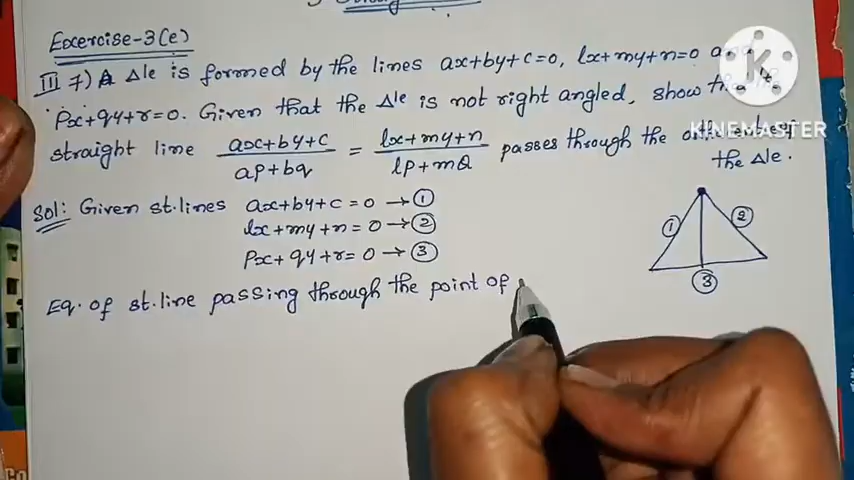 Exercise-3(e)
III 7) A Δle is formed by the lines ax+by+c=0, lx+my+n=0 and
px+qy+r=0. Given that the Δle is not right angled, show
straight line (ax+by+c)/(ap+bq) = (lx+my+n)/(lp+mq) passes through the
the Δle.
Sol: Given st.lines ax+by+c=0 → ①
lx+my+n=0 → ②
px+qy+r=0 → ③
Eq. of st.line passing through the point of
① ②
③
K
KINEMASTER